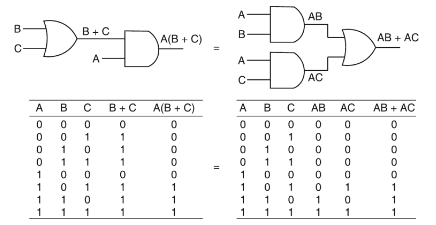 B
C
B + C
A
A(B + C)
=
A
B
AB
A
C
AC
AB + AC
A B C B + C A(B + C)
0 0 0 0 0
0 0 1 1 0
0 1 0 1 0
0 1 1 1 0
1 0 0 0 0
1 0 1 1 1
1 1 0 1 1
1 1 1 1 1
=
A B C AB AC AB + AC
0 0 0 0 0 0
0 0 1 0 0 0
0 1 0 0 0 0
0 1 1 0 0 0
1 0 0 0 0 0
1 0 1 0 1 1
1 1 0 1 0 1
1 1 1 1 1 1